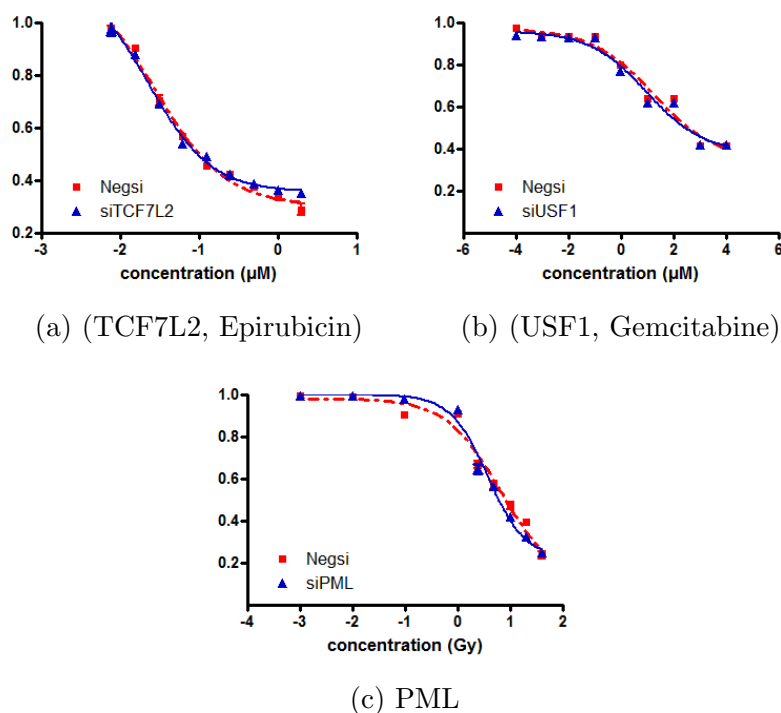 1.0
0.8
0.6
0.4
0.2
Negsi
siTCF7L2
-3 -2 -1 0 1
concentration (µM)
(a) (TCF7L2, Epirubicin)
1.0
0.8
0.6
0.4
0.2
Negsi
siUSF1
-6 -4 -2 0 2 4 6
concentration (µM)
(b) (USF1, Gemcitabine)
1.0
0.8
0.6
0.4
0.2
Negsi
siPML
-4 -3 -2 -1 0 1 2
concentration (Gy)
(c) PML